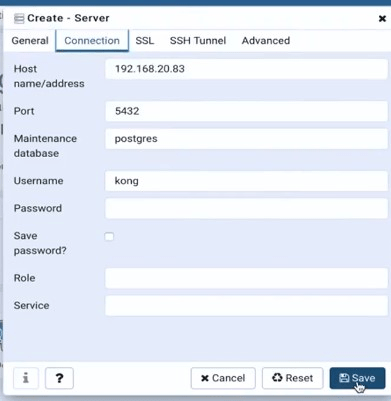 Create - Server
General Connection SSL SSH Tunnel Advanced
Host name/address 192.168.20.83
Port 5432
Maintenance database postgres
Username kong
Password
Save password?
Role
Service
i ? Cancel Reset Save